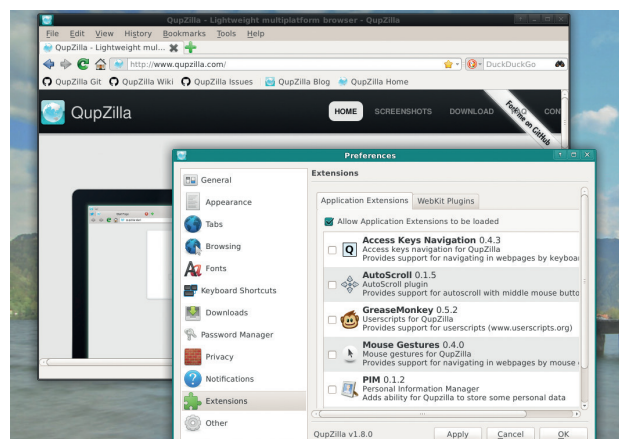 QupZilla - Lightweight multiplatform browser - QupZilla
File Edit View History Bookmarks Tools Help
QupZilla - Lightweight mul...
http://www.qupzilla.com/
DuckDuckGo
QupZilla Git QupZilla Wiki QupZilla Issues QupZilla Blog QupZilla Home
QupZilla
HOME SCREENSHOTS DOWNLOAD FAQ CON
Fork me on GitHub
Preferences
General
Appearance
Tabs
Browsing
Fonts
Keyboard Shortcuts
Downloads
Password Manager
Privacy
Notifications
Extensions
Other
Extensions
Application Extensions WebKit Plugins
Allow Application Extensions to be loaded
Access Keys Navigation 0.4.3
Access keys navigation for QupZilla
Provides support for navigating in webpages by keyboa
AutoScroll 0.1.5
AutoScroll plugin
Provides support for autoscroll with middle mouse butto
GreaseMonkey 0.5.2
Userscripts for QupZilla
Provides support for userscripts (www.userscripts.org)
Mouse Gestures 0.4.0
Mouse gestures for QupZilla
Provides support for navigating in webpages by mouse
PIM 0.1.2
Personal Information Manager
Adds ability for Qupzilla to store some personal data
QupZilla v1.8.0 Apply Cancel OK